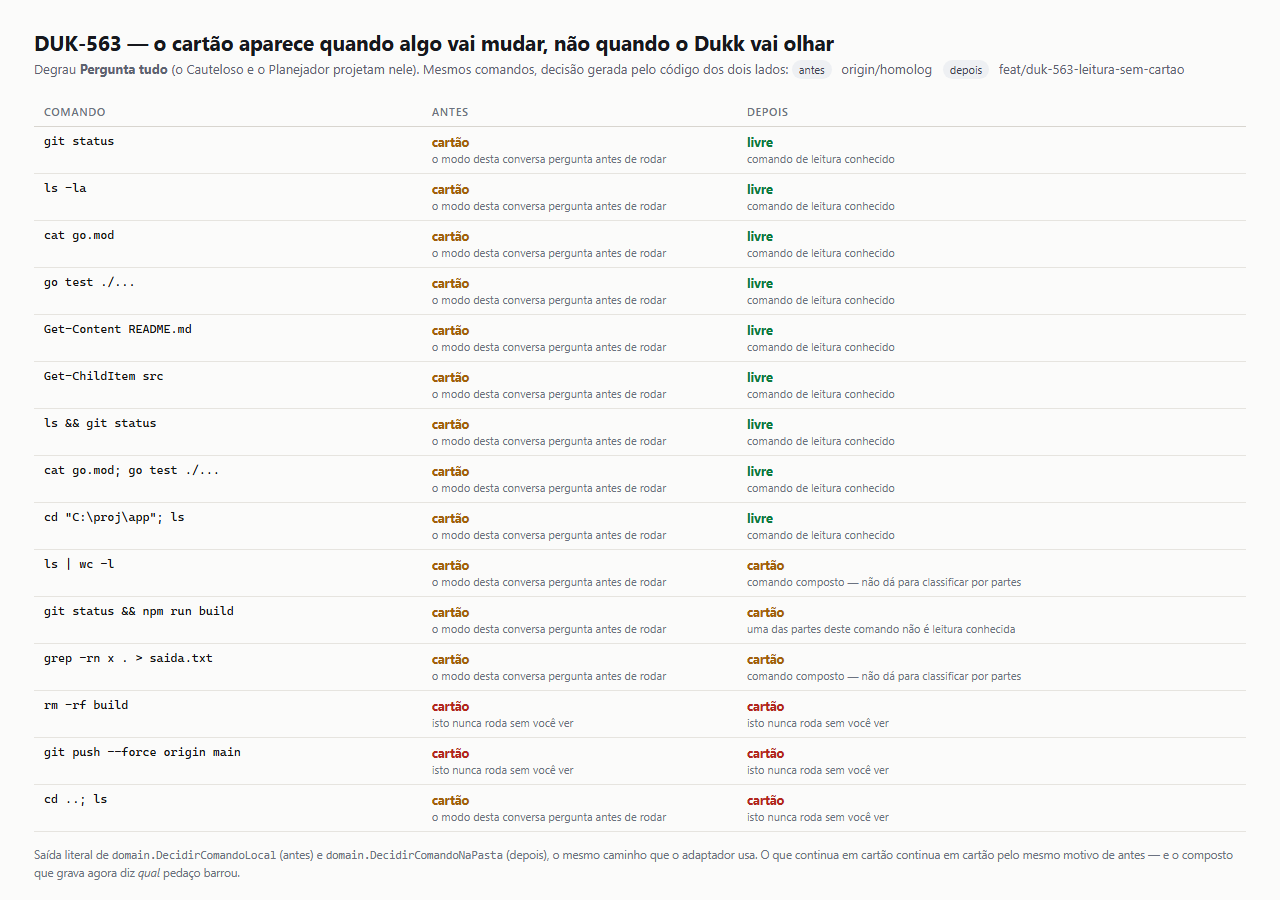 DUK-563 — o cartão aparece quando algo vai mudar, não quando o Dukk vai olhar
Degrau Pergunta tudo (o Cauteloso e o Planejador projetam nele). Mesmos comandos, decisão gerada pelo código dos dois lados: antes origin/homolog depois feat/duk-563-leitura-sem-cartao
COMANDO ANTES DEPOIS
git status cartão livre
o modo desta conversa pergunta antes de rodar comando de leitura conhecido
ls -la cartão livre
o modo desta conversa pergunta antes de rodar comando de leitura conhecido
cat go.mod cartão livre
o modo desta conversa pergunta antes de rodar comando de leitura conhecido
go test ./... cartão livre
o modo desta conversa pergunta antes de rodar comando de leitura conhecido
Get-Content README.md cartão livre
o modo desta conversa pergunta antes de rodar comando de leitura conhecido
Get-ChildItem src cartão livre
o modo desta conversa pergunta antes de rodar comando de leitura conhecido
ls && git status cartão livre
o modo desta conversa pergunta antes de rodar comando de leitura conhecido
cat go.mod; go test ./... cartão livre
o modo desta conversa pergunta antes de rodar comando de leitura conhecido
cd "C:\proj\app"; ls cartão livre
o modo desta conversa pergunta antes de rodar comando de leitura conhecido
ls | wc -l cartão cartão
o modo desta conversa pergunta antes de rodar comando composto — não dá para classificar por partes
git status && npm run build cartão cartão
o modo desta conversa pergunta antes de rodar uma das partes deste comando não é leitura conhecida
grep -rn x . > saida.txt cartão cartão
o modo desta conversa pergunta antes de rodar comando composto — não dá para classificar por partes
rm -rf build cartão cartão
isto nunca roda sem você ver isto nunca roda sem você ver
git push --force origin main cartão cartão
isto nunca roda sem você ver isto nunca roda sem você ver
cd ..; ls cartão cartão
o modo desta conversa pergunta antes de rodar isto nunca roda sem você ver
Saída literal de domain.DecidirComandoLocal (antes) e domain.DecidirComandoNaPasta (depois), o mesmo caminho que o adaptador usa. O que continua em cartão continua em cartão pelo mesmo motivo de antes — e o composto
que grava agora diz qual pedaço barrou.